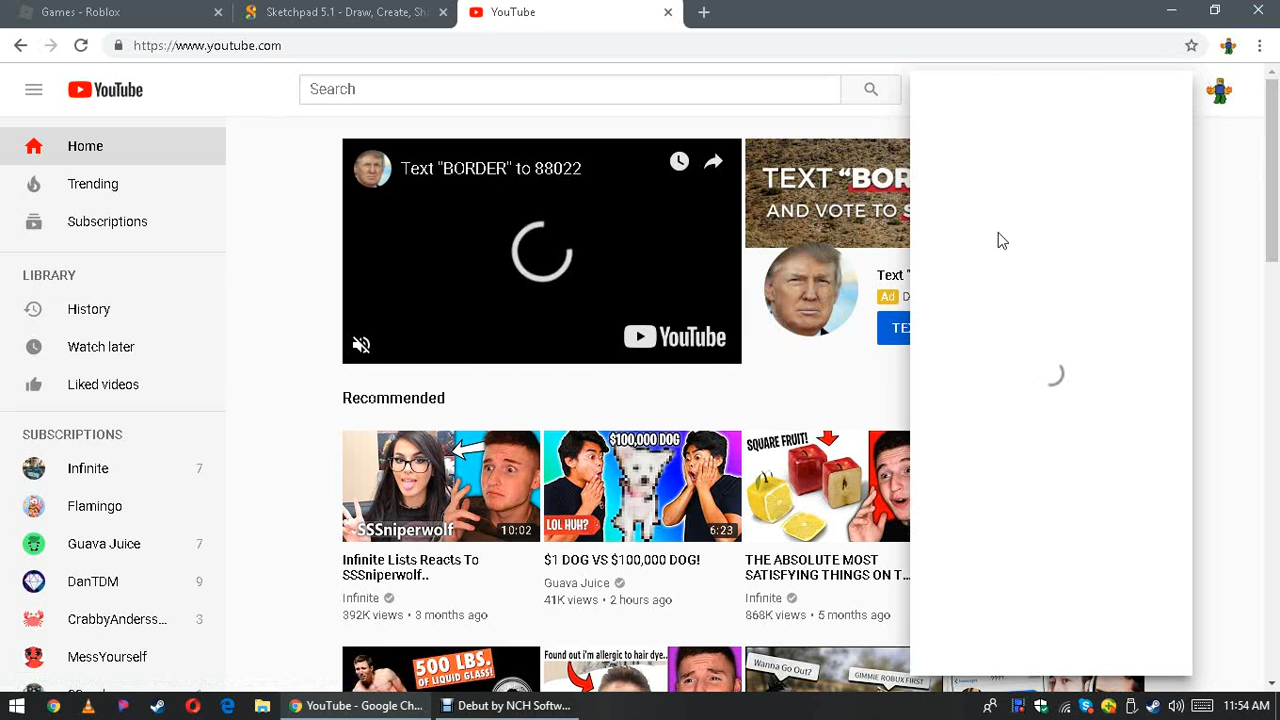 Games - Roblox
Sketchpad 5.1 - Draw, Create, Sh
YouTube
https://www.youtube.com
YouTube
Search
Home
Trending
Subscriptions
LIBRARY
History
Watch later
Liked videos
SUBSCRIPTIONS
Infinite 7
Flamingo
Guava Juice 7
DanTDM 9
CrabbyAnderss... 3
MessYourself
Text "BORDER" to 88022
YouTube
TEXT "BOR
AND VOTE TO S
Text "
Ad D
TE
Recommended
SSSniperwolf
10:02
Infinite Lists Reacts To
SSSniperwolf..
Infinite
392K views • 3 months ago
$100,000 DOG
LOL HUH?
6:23
$1 DOG VS $100,000 DOG!
Guava Juice
41K views • 2 hours ago
SQUARE FRUIT!
THE ABSOLUTE MOST
SATISFYING THINGS ON T...
Infinite
868K views • 5 months ago
500 LBS.
OF LIQUID GLASS!
Found out i'm allergic to hair dye..
Wanna Go Out?
GIMMIE ROBUX FIRST
YouTube - Google Ch...
Debut by NCH Softw...
11:54 AM